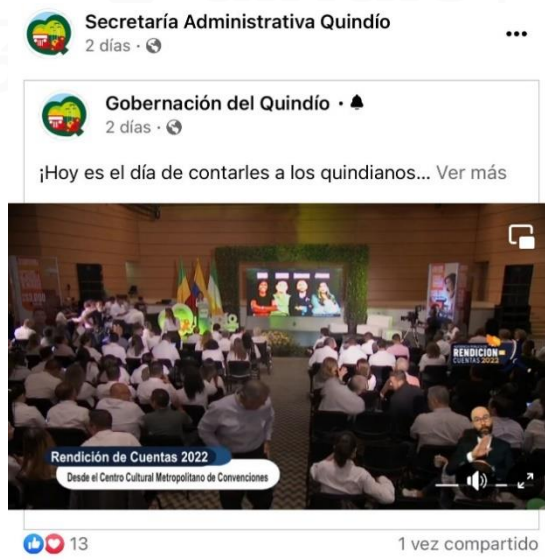 Secretaría Administrativa Quindío
2 días ·
Gobernación del Quindío ·
2 días ·
¡Hoy es el día de contarles a los quindianos... Ver más
RENDICIÓN
CUENTAS 2022
Rendición de Cuentas 2022
Desde el Centro Cultural Metropolitano de Convenciones
13
1 vez compartido